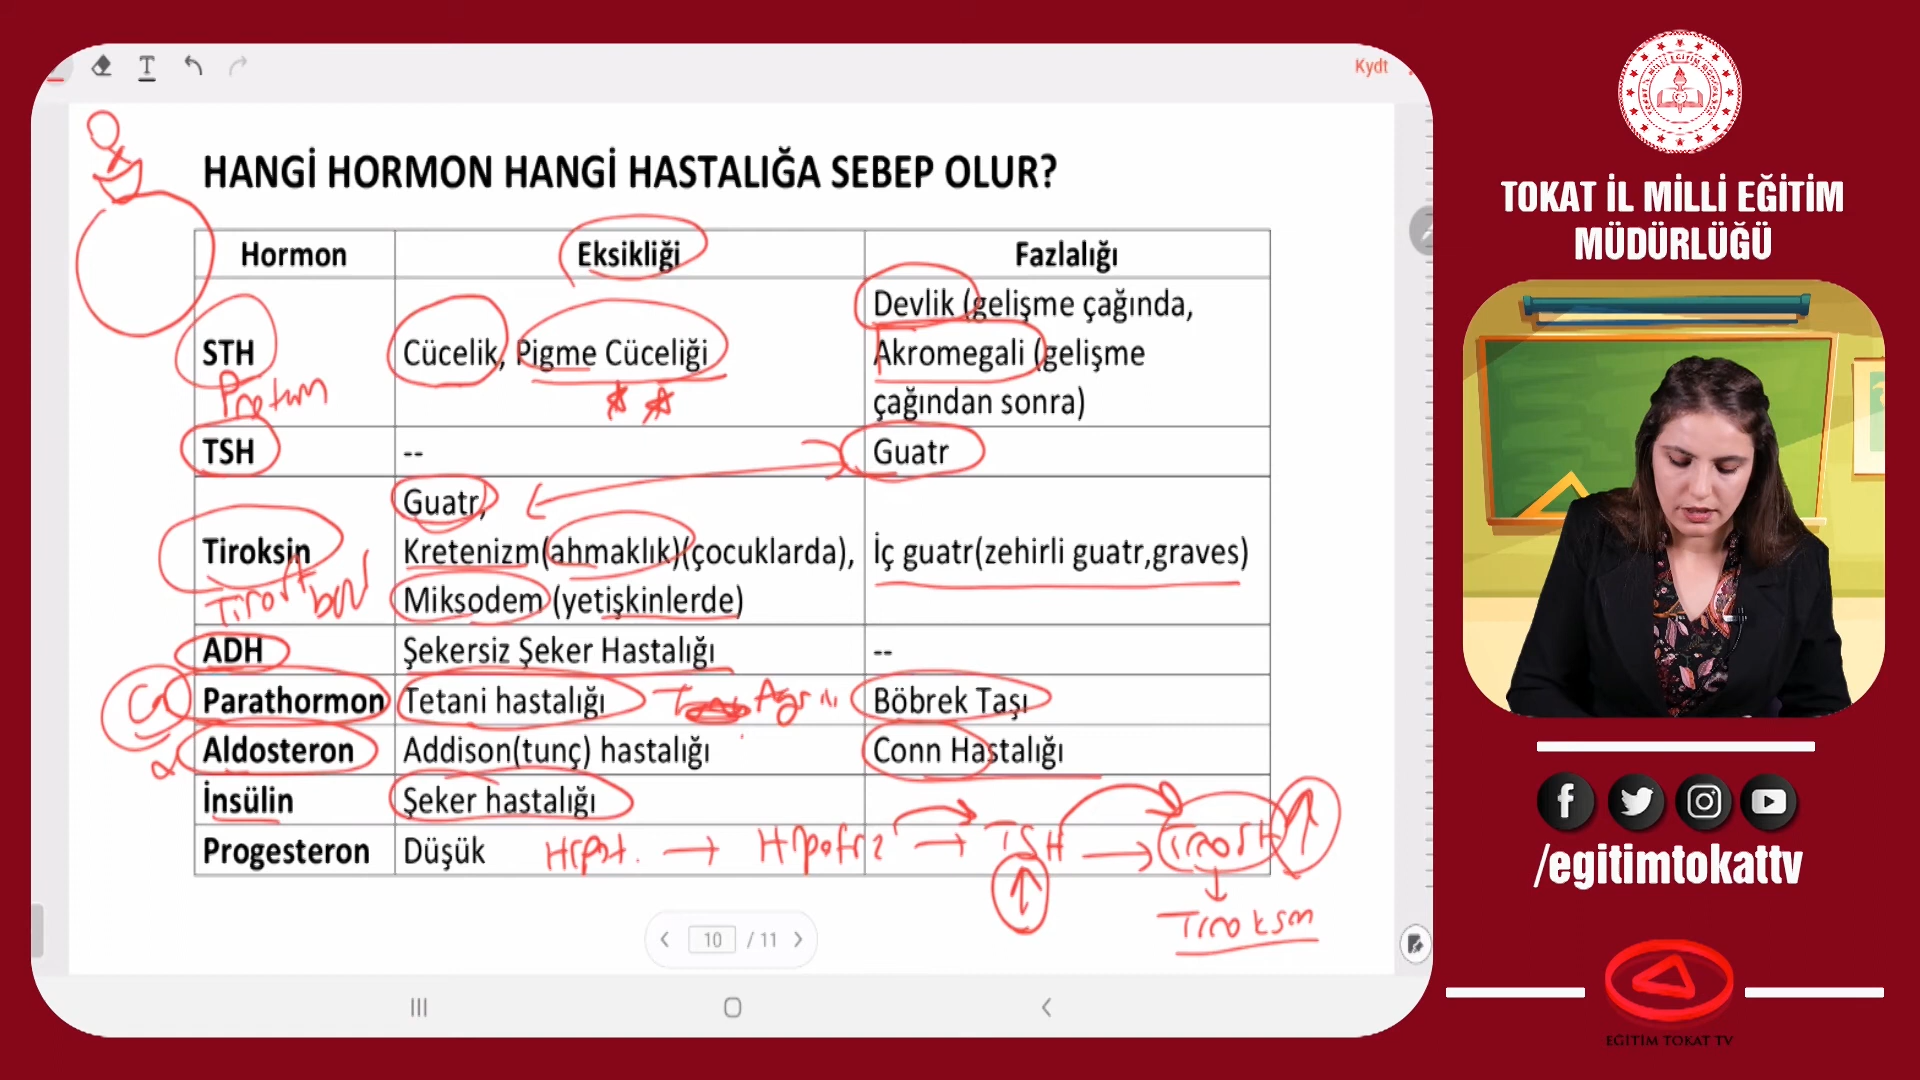 Kydt
HANGİ HORMON HANGİ HASTALIĞA SEBEP OLUR?
Hormon Eksikliği Fazlalığı
STH Cücelik, Pigme Cüceliği Devlik (gelişme çağında,
Akromegali (gelişme
çağından sonra)
TSH -- Guatr
Tiroksin Guatr,
Kretenizm(ahmaklık)(çocuklarda),
Miksodem (yetişkinlerde)
İç guatr(zehirli guatr,graves)
ADH Şekersiz Şeker Hastalığı --
Ca
Parathormon Tetani hastalığı Böbrek Taşı
Aldosteron Addison(tunç) hastalığı Conn Hastalığı
İnsülin Şeker hastalığı
Progesteron Düşük
TSH
Tiroksin
10 / 11
TOKAT İL MİLLİ EĞİTİM
MÜDÜRLÜĞÜ
/egitimtokattv
EĞİTİM TOKAT TV